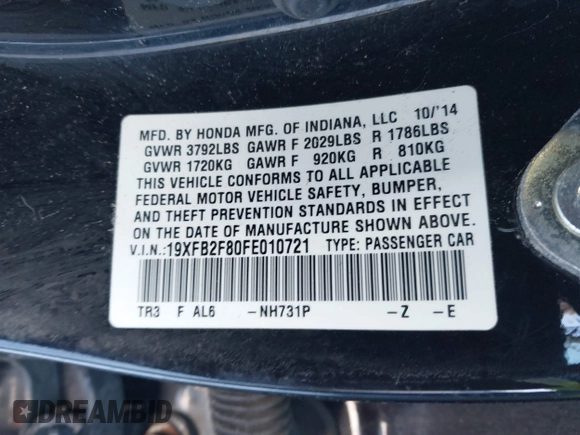 MFD. BY HONDA MFG. OF INDIANA, LLC 10/'14
GVWR 3792LBS GAWR F 2029LBS R 1786LBS
GVWR 1720KG GAWR F 920KG R 810KG
THIS VEHICLE CONFORMS TO ALL APPLICABLE
FEDERAL MOTOR VEHICLE SAFETY, BUMPER,
AND THEFT PREVENTION STANDARDS IN EFFECT
ON THE DATE OF MANUFACTURE SHOWN ABOVE.
V.I.N.:19XFB2F80FE010721 TYPE: PASSENGER CAR
TR3 F AL6 -NH731P -Z -E
DREAMBID